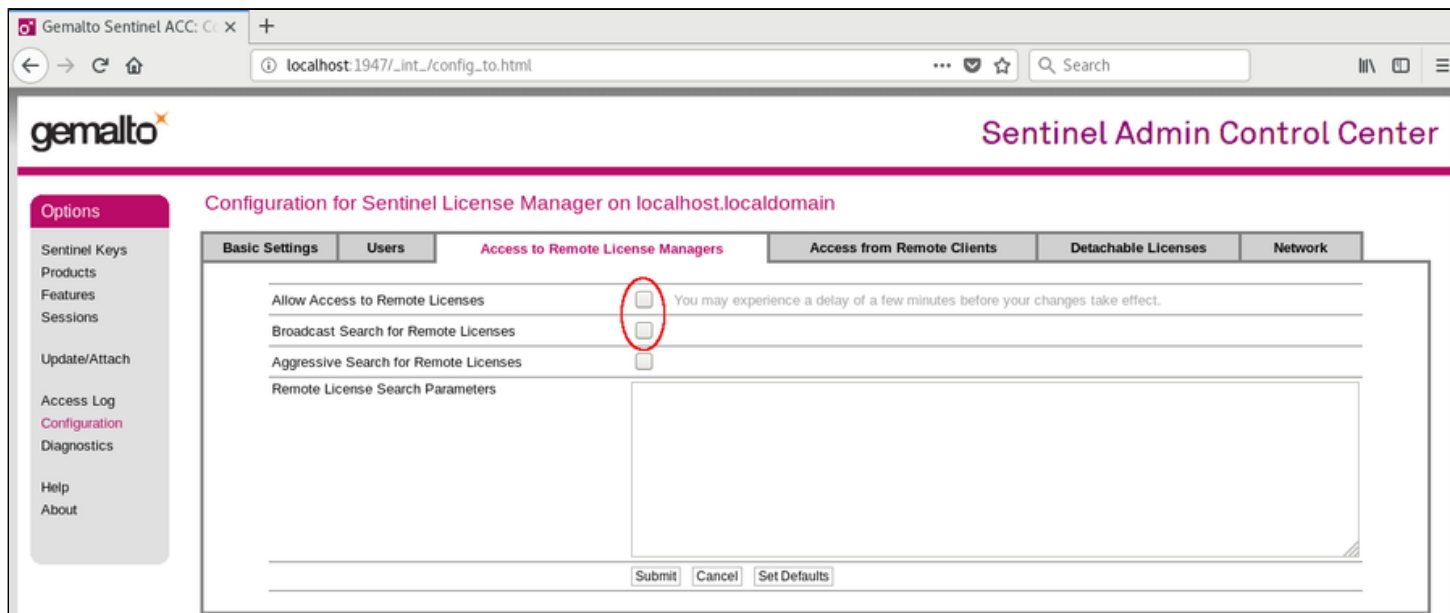 Gemalto Sentinel ACC: Co
localhost:1947/_int_/config_to.html
Search
gemalto
Sentinel Admin Control Center
Options
Sentinel Keys
Products
Features
Sessions
Update/Attach
Access Log
Configuration
Diagnostics
Help
About
Configuration for Sentinel License Manager on localhost.localdomain
Basic Settings Users Access to Remote License Managers Access from Remote Clients Detachable Licenses Network
Allow Access to Remote Licenses You may experience a delay of a few minutes before your changes take effect.
Broadcast Search for Remote Licenses
Aggressive Search for Remote Licenses
Remote License Search Parameters
Submit Cancel Set Defaults